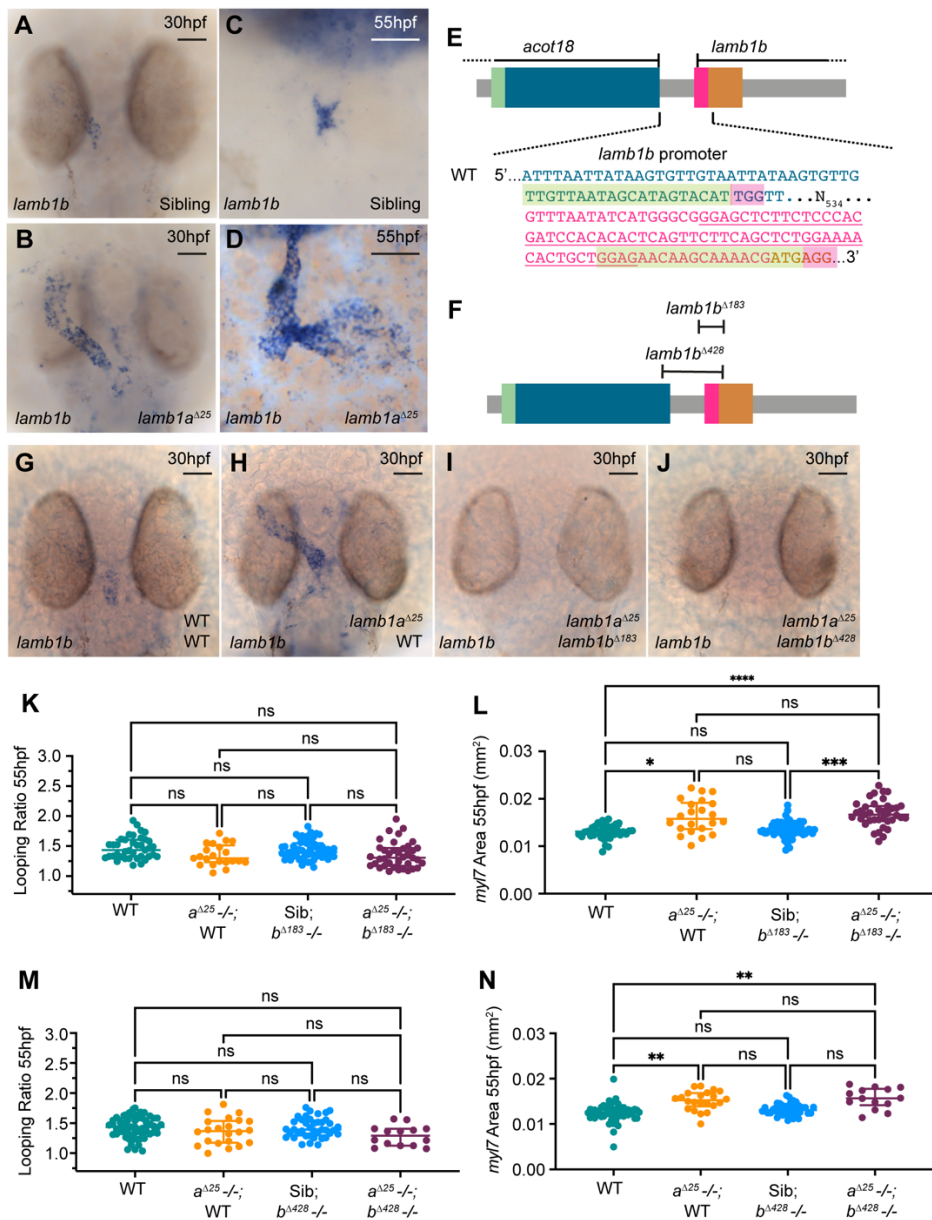 A 30hpf
lamb1b Sibling
C 55hpf
lamb1b Sibling
B 30hpf
lamb1b lamb1aΔ25
D 55hpf
lamb1b lamb1aΔ25
E
acot18 lamb1b
lamb1b promoter
WT 5'...ATTTAATTATAAGTGTTGTAATTATAAGTGTTG
TTGTTAATAGCATAGTACATTGGTT...N534...
GTTTAATATCATGGGCGGGAGCTCTTCTCCCAC
GATCCACACACTCAGTTCTTCAGCTCTGGAAAA
CACTGCTGGAGAACAAGCAAAACGATGAGG...3'
F
lamb1bΔ183
lamb1bΔ428
G 30hpf
WT
lamb1b WT
H 30hpf
lamb1aΔ25
lamb1b WT
I 30hpf
lamb1aΔ25
lamb1b lamb1bΔ183
J 30hpf
lamb1aΔ25
lamb1b lamb1bΔ428
K
ns
ns
ns
ns ns ns
Looping Ratio 55hpf
3.0
2.5
2.0
1.5
1.0
WT aΔ25-/-; WT Sib; bΔ183-/- aΔ25-/-; bΔ183-/-
L
****
ns
ns
* ns ***
myl7 Area 55hpf (mm2)
0.03
0.02
0.01
0.00
WT aΔ25-/-; WT Sib; bΔ183-/- aΔ25-/-; bΔ183-/-
M
ns
ns
ns
ns ns ns
Looping Ratio 55hpf
3.0
2.5
2.0
1.5
1.0
WT aΔ25-/-; WT Sib; bΔ428-/- aΔ25-/-; bΔ428-/-
N
**
ns
ns
** ns ns
myl7 Area 55hpf (mm2)
0.03
0.02
0.01
0.00
WT aΔ25-/-; WT Sib; bΔ428-/- aΔ25-/-; bΔ428-/-